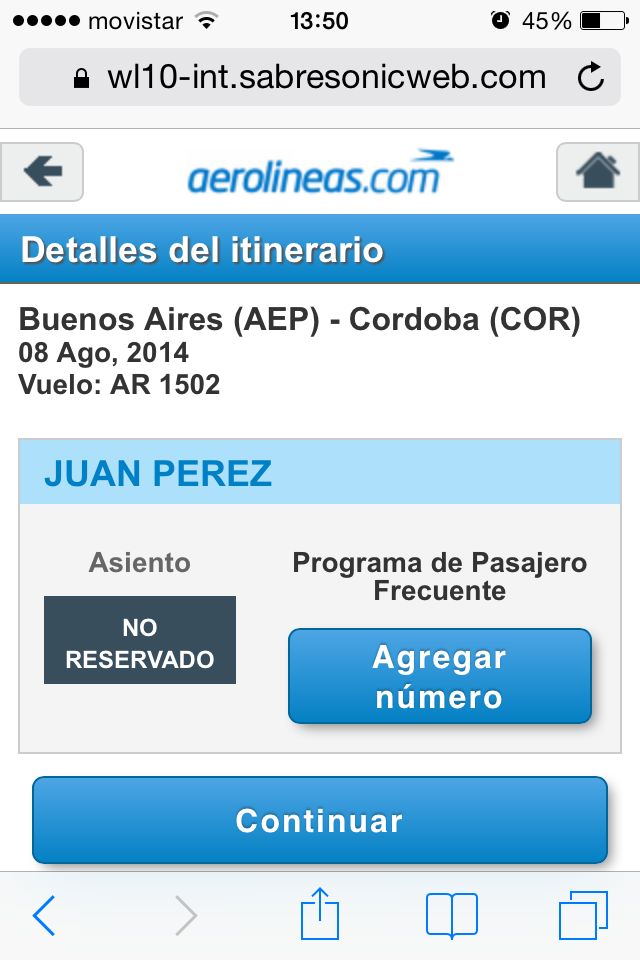 movistar 13:50 45%
wl10-int.sabresonicweb.com
aerolineas.com
Detalles del itinerario
Buenos Aires (AEP) - Cordoba (COR)
08 Ago, 2014
Vuelo: AR 1502
JUAN PEREZ
Asiento
NO
RESERVADO
Programa de Pasajero
Frecuente
Agregar
número
Continuar